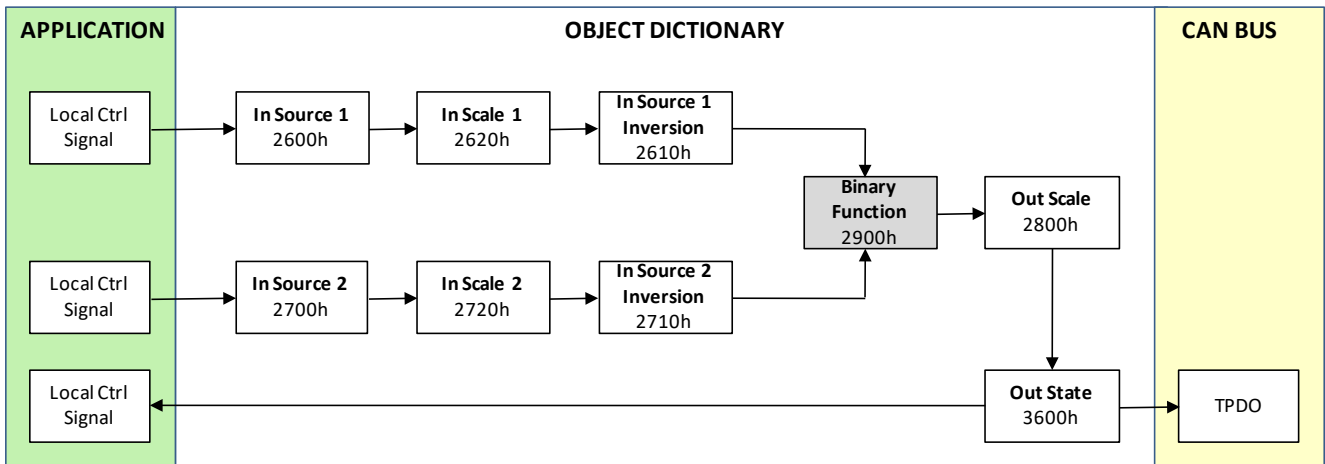 APPLICATION
OBJECT DICTIONARY
CAN BUS
Local Ctrl
Signal
In Source 1
2600h
In Scale 1
2620h
In Source 1
Inversion
2610h
Binary
Function
2900h
Out Scale
2800h
Local Ctrl
Signal
In Source 2
2700h
In Scale 2
2720h
In Source 2
Inversion
2710h
Local Ctrl
Signal
Out State
3600h
TPDO